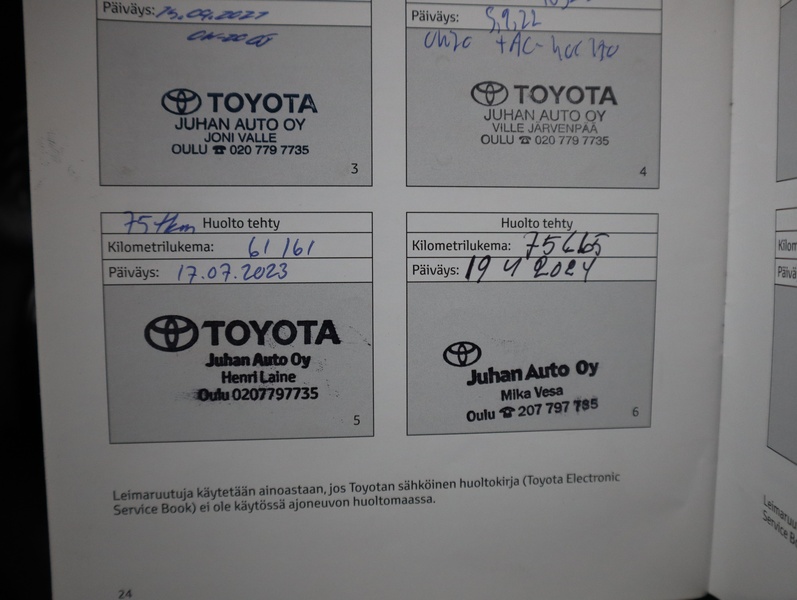 Päiväys: 15.09.2021
TOYOTA
JUHAN AUTO OY
JONI VALLE
OULU ☎ 020 779 7735
3
Päiväys: 5,9,22
TOYOTA
JUHAN AUTO OY
VILLE JÄRVENPÄÄ
OULU ☎ 020 779 7735
4
75tkm Huolto tehty
Kilometrilukema: 61 161
Päiväys: 17.07.2023
TOYOTA
Juhan Auto Oy
Henri Laine
Oulu 0207797735
5
Huolto tehty
Kilometrilukema:
Päiväys: 19 4 2024
Juhan Auto Oy
Mika Vesa
Oulu ☎ 207 797 785
6
Leimaruutuja käytetään ainoastaan, jos Toyotan sähköinen huoltokirja (Toyota Electronic
Service Book) ei ole käytössä ajoneuvon huoltomaassa.
24
Päiväys
Leimaruutu
Service B